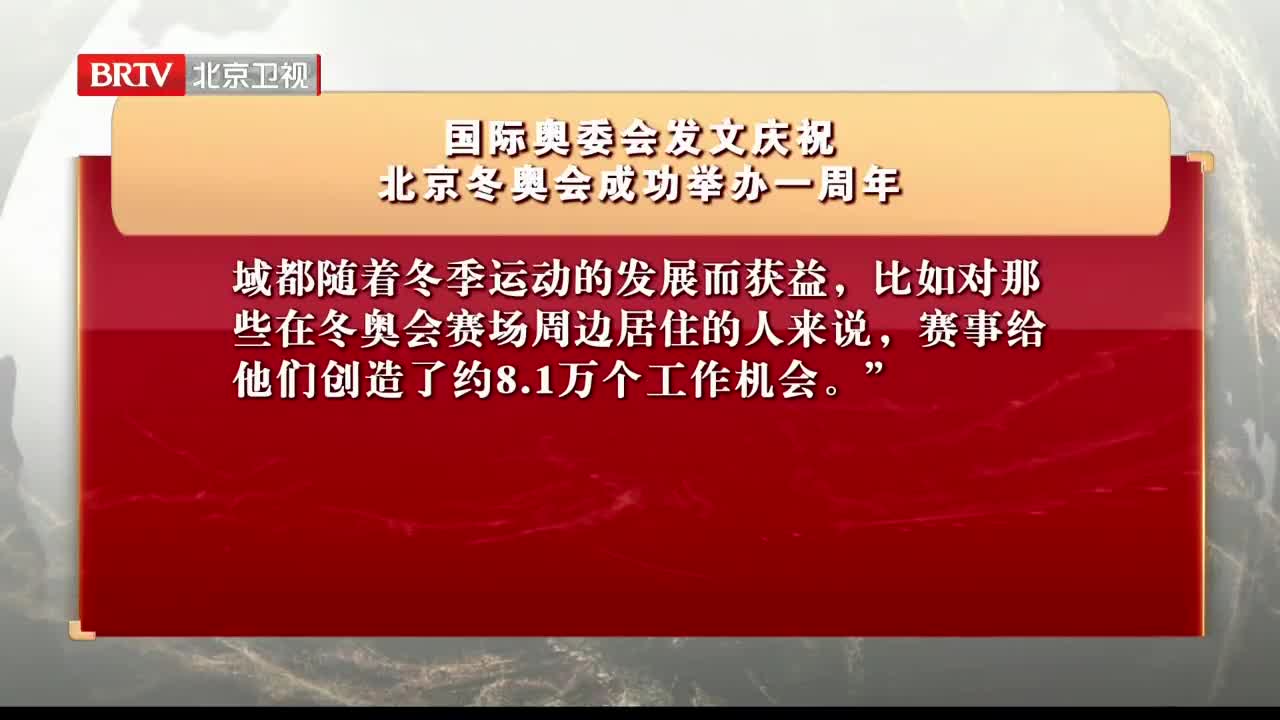 BRTV 北京卫视
国际奥委会发文庆祝
北京冬奥会成功举办一周年
域都随着冬季运动的发展而获益，比如对那
些在冬奥会赛场周边居住的人来说，赛事给
他们创造了约8.1万个工作机会。”